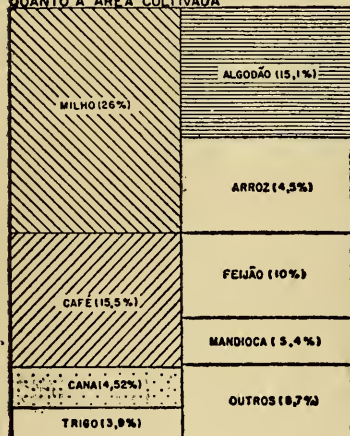 QUANTO A ÁREA CULTIVADA
MILHO (26%)
ALGODÃO (15,1%)
ARROZ (4,5%)
CAFÉ (15,5%)
FEIJÃO (10%)
MANDIOCA (5,4%)
CANA (4,52%)
TRIGO (3,9%)
OUTROS (8,7%)